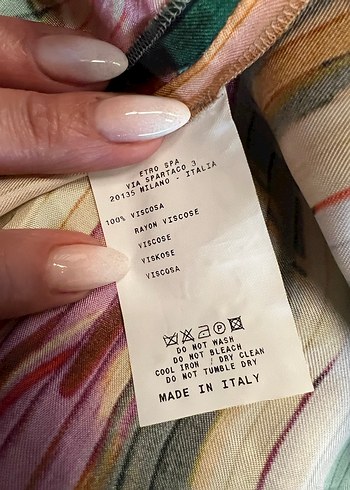 ETRO SPA
VIA SPARTACO 3
20135 MILANO - ITALIA
100% VISCOSA
RAYON VISCOSE
VISCOSE
VISKOSE
VISCOSA
DO NOT WASH
DO NOT BLEACH
COOL IRON / DRY CLEAN
DO NOT TUMBLE DRY
MADE IN ITALY